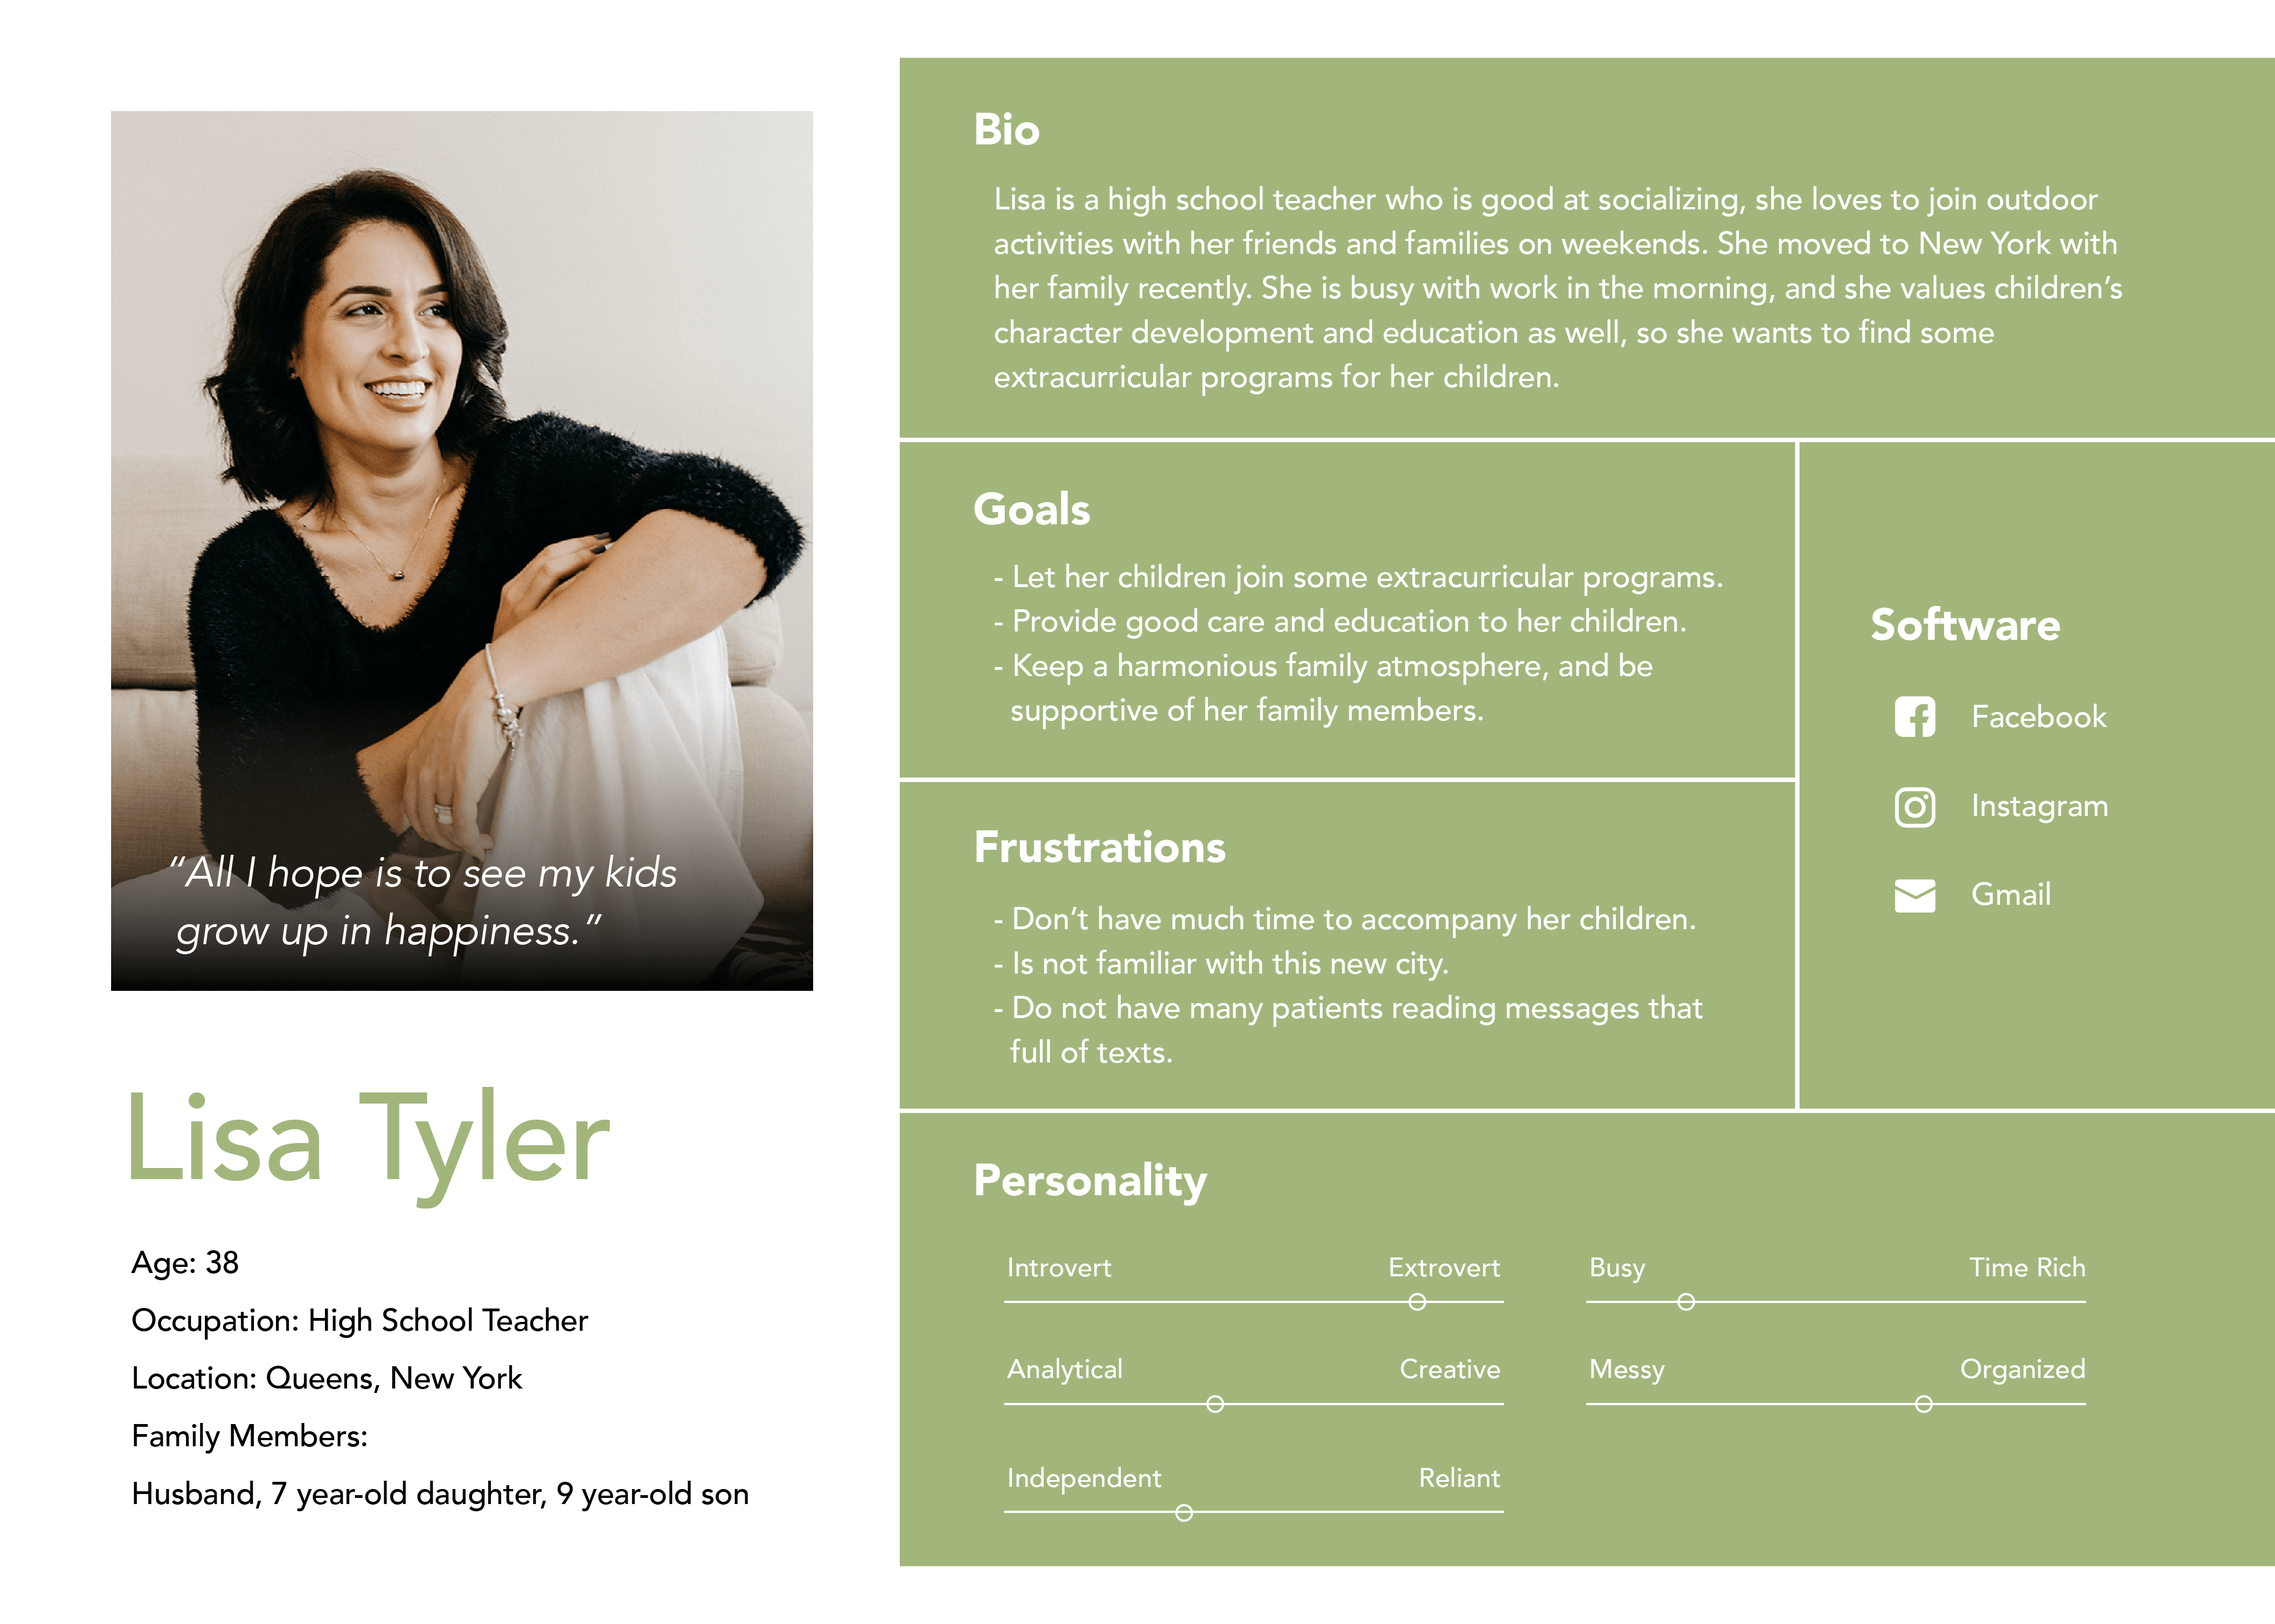 “All I hope is to see my kids
grow up in happiness.”
Lisa Tyler
Age: 38
Occupation: High School Teacher
Location: Queens, New York
Family Members:
Husband, 7 year-old daughter, 9 year-old son
Bio
Lisa is a high school teacher who is good at socializing, she loves to join outdoor
activities with her friends and families on weekends. She moved to New York with
her family recently. She is busy with work in the morning, and she values children’s
character development and education as well, so she wants to find some
extracurricular programs for her children.
Goals
- Let her children join some extracurricular programs.
- Provide good care and education to her children.
- Keep a harmonious family atmosphere, and be
supportive of her family members.
Frustrations
- Don’t have much time to accompany her children.
- Is not familiar with this new city.
- Do not have many patients reading messages that
full of texts.
Software
Facebook
Instagram
Gmail
Personality
Introvert Extrovert
Analytical Creative
Independent Reliant
Busy Time Rich
Messy Organized